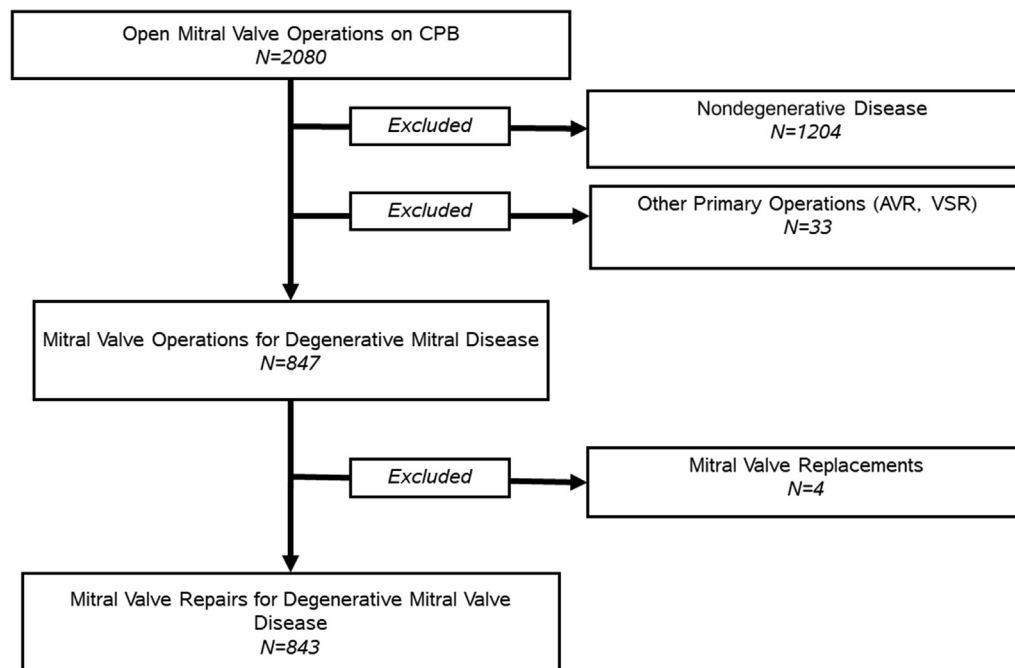 Open Mitral Valve Operations on CPB
N=2080
Excluded
Nondegenerative Disease
N=1204
Excluded
Other Primary Operations (AVR, VSR)
N=33
Mitral Valve Operations for Degenerative Mitral Disease
N=847
Excluded
Mitral Valve Replacements
N=4
Mitral Valve Repairs for Degenerative Mitral Valve
Disease
N=843